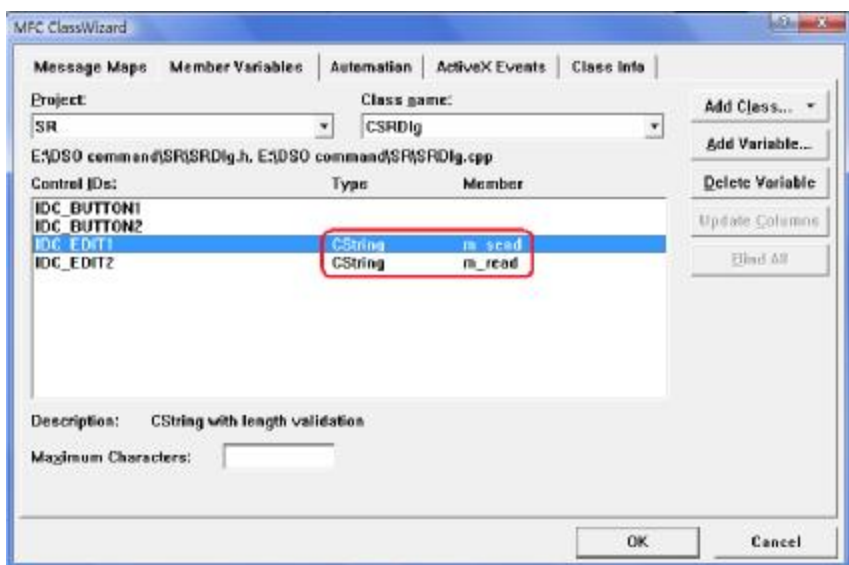 MFC ClassWizard
Message Maps Member Variables Automation ActiveX Events Class Info
Project: Class name:
SR CSRDlg
Add Class...
E:\DSO command\SR\SRDlg.h, E:\DSO command\SR\SRDlg.cpp
Add Variable...
Control IDs: Type Member
Delete Variable
IDC_BUTTON1
IDC_BUTTON2
Update Columns
IDC_EDIT1 CString m_send
IDC_EDIT2 CString m_read
Bind All
Description: CString with length validation
Maximum Characters:
OK Cancel